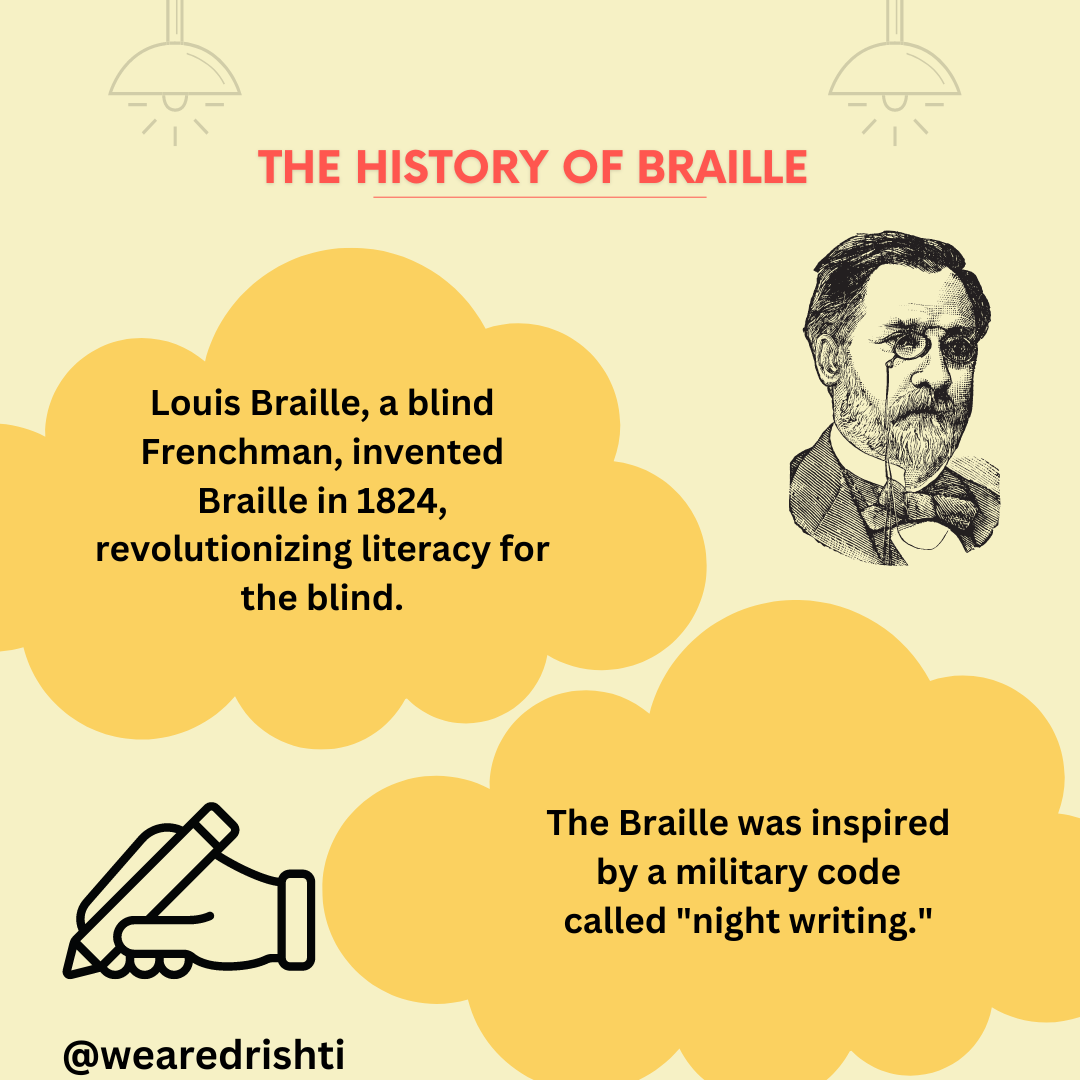 THE HISTORY OF BRAILLE
Louis Braille, a blind
Frenchman, invented
Braille in 1824,
revolutionizing literacy for
the blind.
The Braille was inspired
by a military code
called "night writing."
@wearedrishti